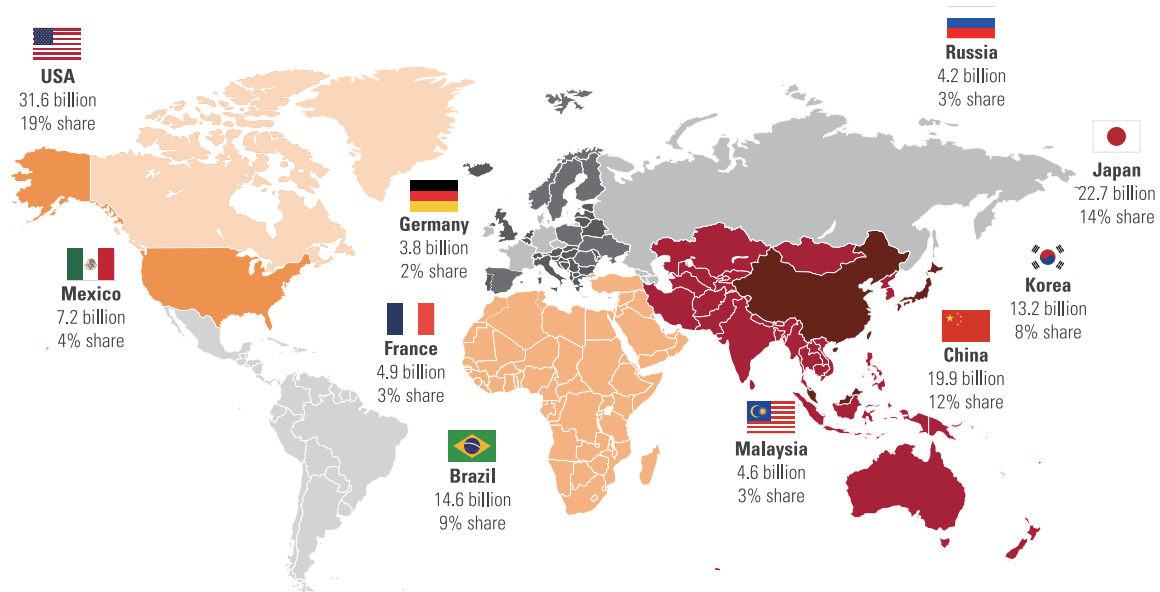 USA
31.6 billion
19% share
Russia
4.2 billion
3% share
Japan
22.7 billion
14% share
Germany
3.8 billion
2% share
Mexico
7.2 billion
4% share
Korea
13.2 billion
8% share
France
4.9 billion
3% share
China
19.9 billion
12% share
Malaysia
4.6 billion
3% share
Brazil
14.6 billion
9% share